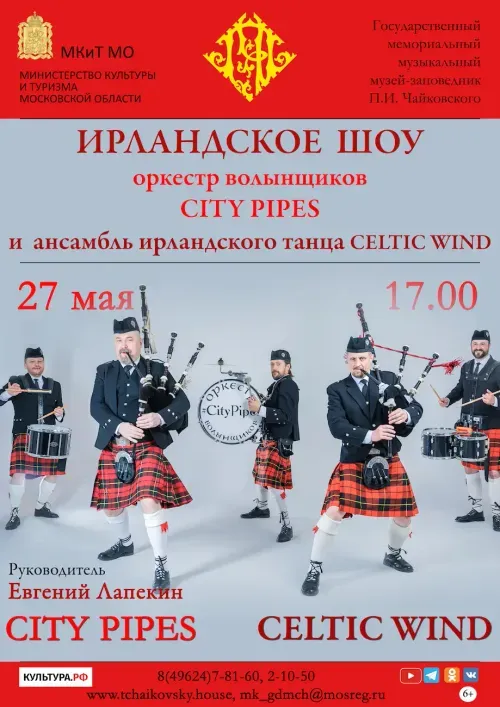 МКиТ МО
МИНИСТЕРСТВО КУЛЬТУРЫ
И ТУРИЗМА
МОСКОВСКОЙ ОБЛАСТИ
Государственный
мемориальный
музыкальный
музей-заповедник
П.И. Чайковского
ИРЛАНДСКОЕ ШОУ
оркестр волынщиков
CITY PIPES
и ансамбль ирландского танца CELTIC WIND
27 мая
17.00
ОРКЕСТР
CityPipes
ВОЛЫНЩИКОВ
Руководитель
Евгений Лапекин
CITY PIPES
CELTIC WIND
КУЛЬТУРА.РФ
8(49624)7-81-60, 2-10-50
www.tchaikovsky.house, mk_gdmch@mosreg.ru
6+